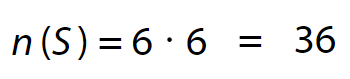 n(S) = 6 · 6 = 36